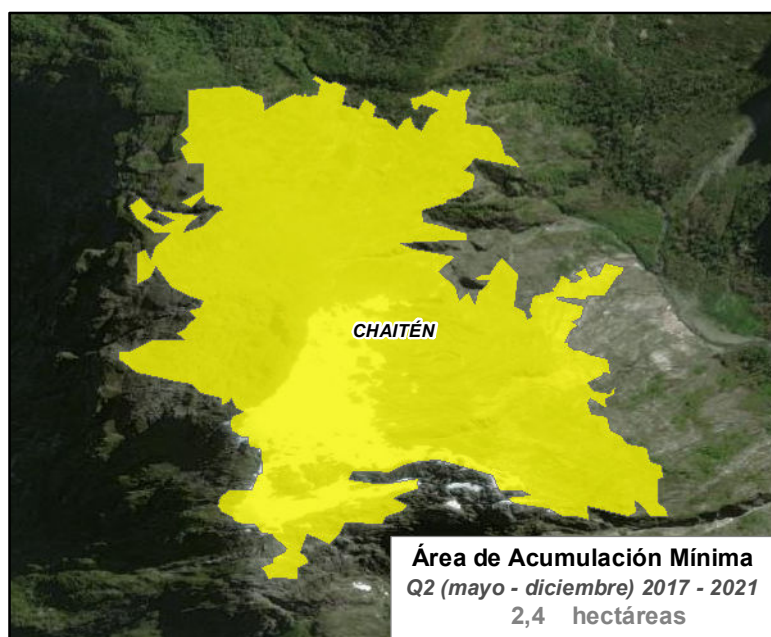 CHAITÉN
Área de Acumulación Mínima
Q2 (mayo - diciembre) 2017 - 2021
2,4 hectáreas